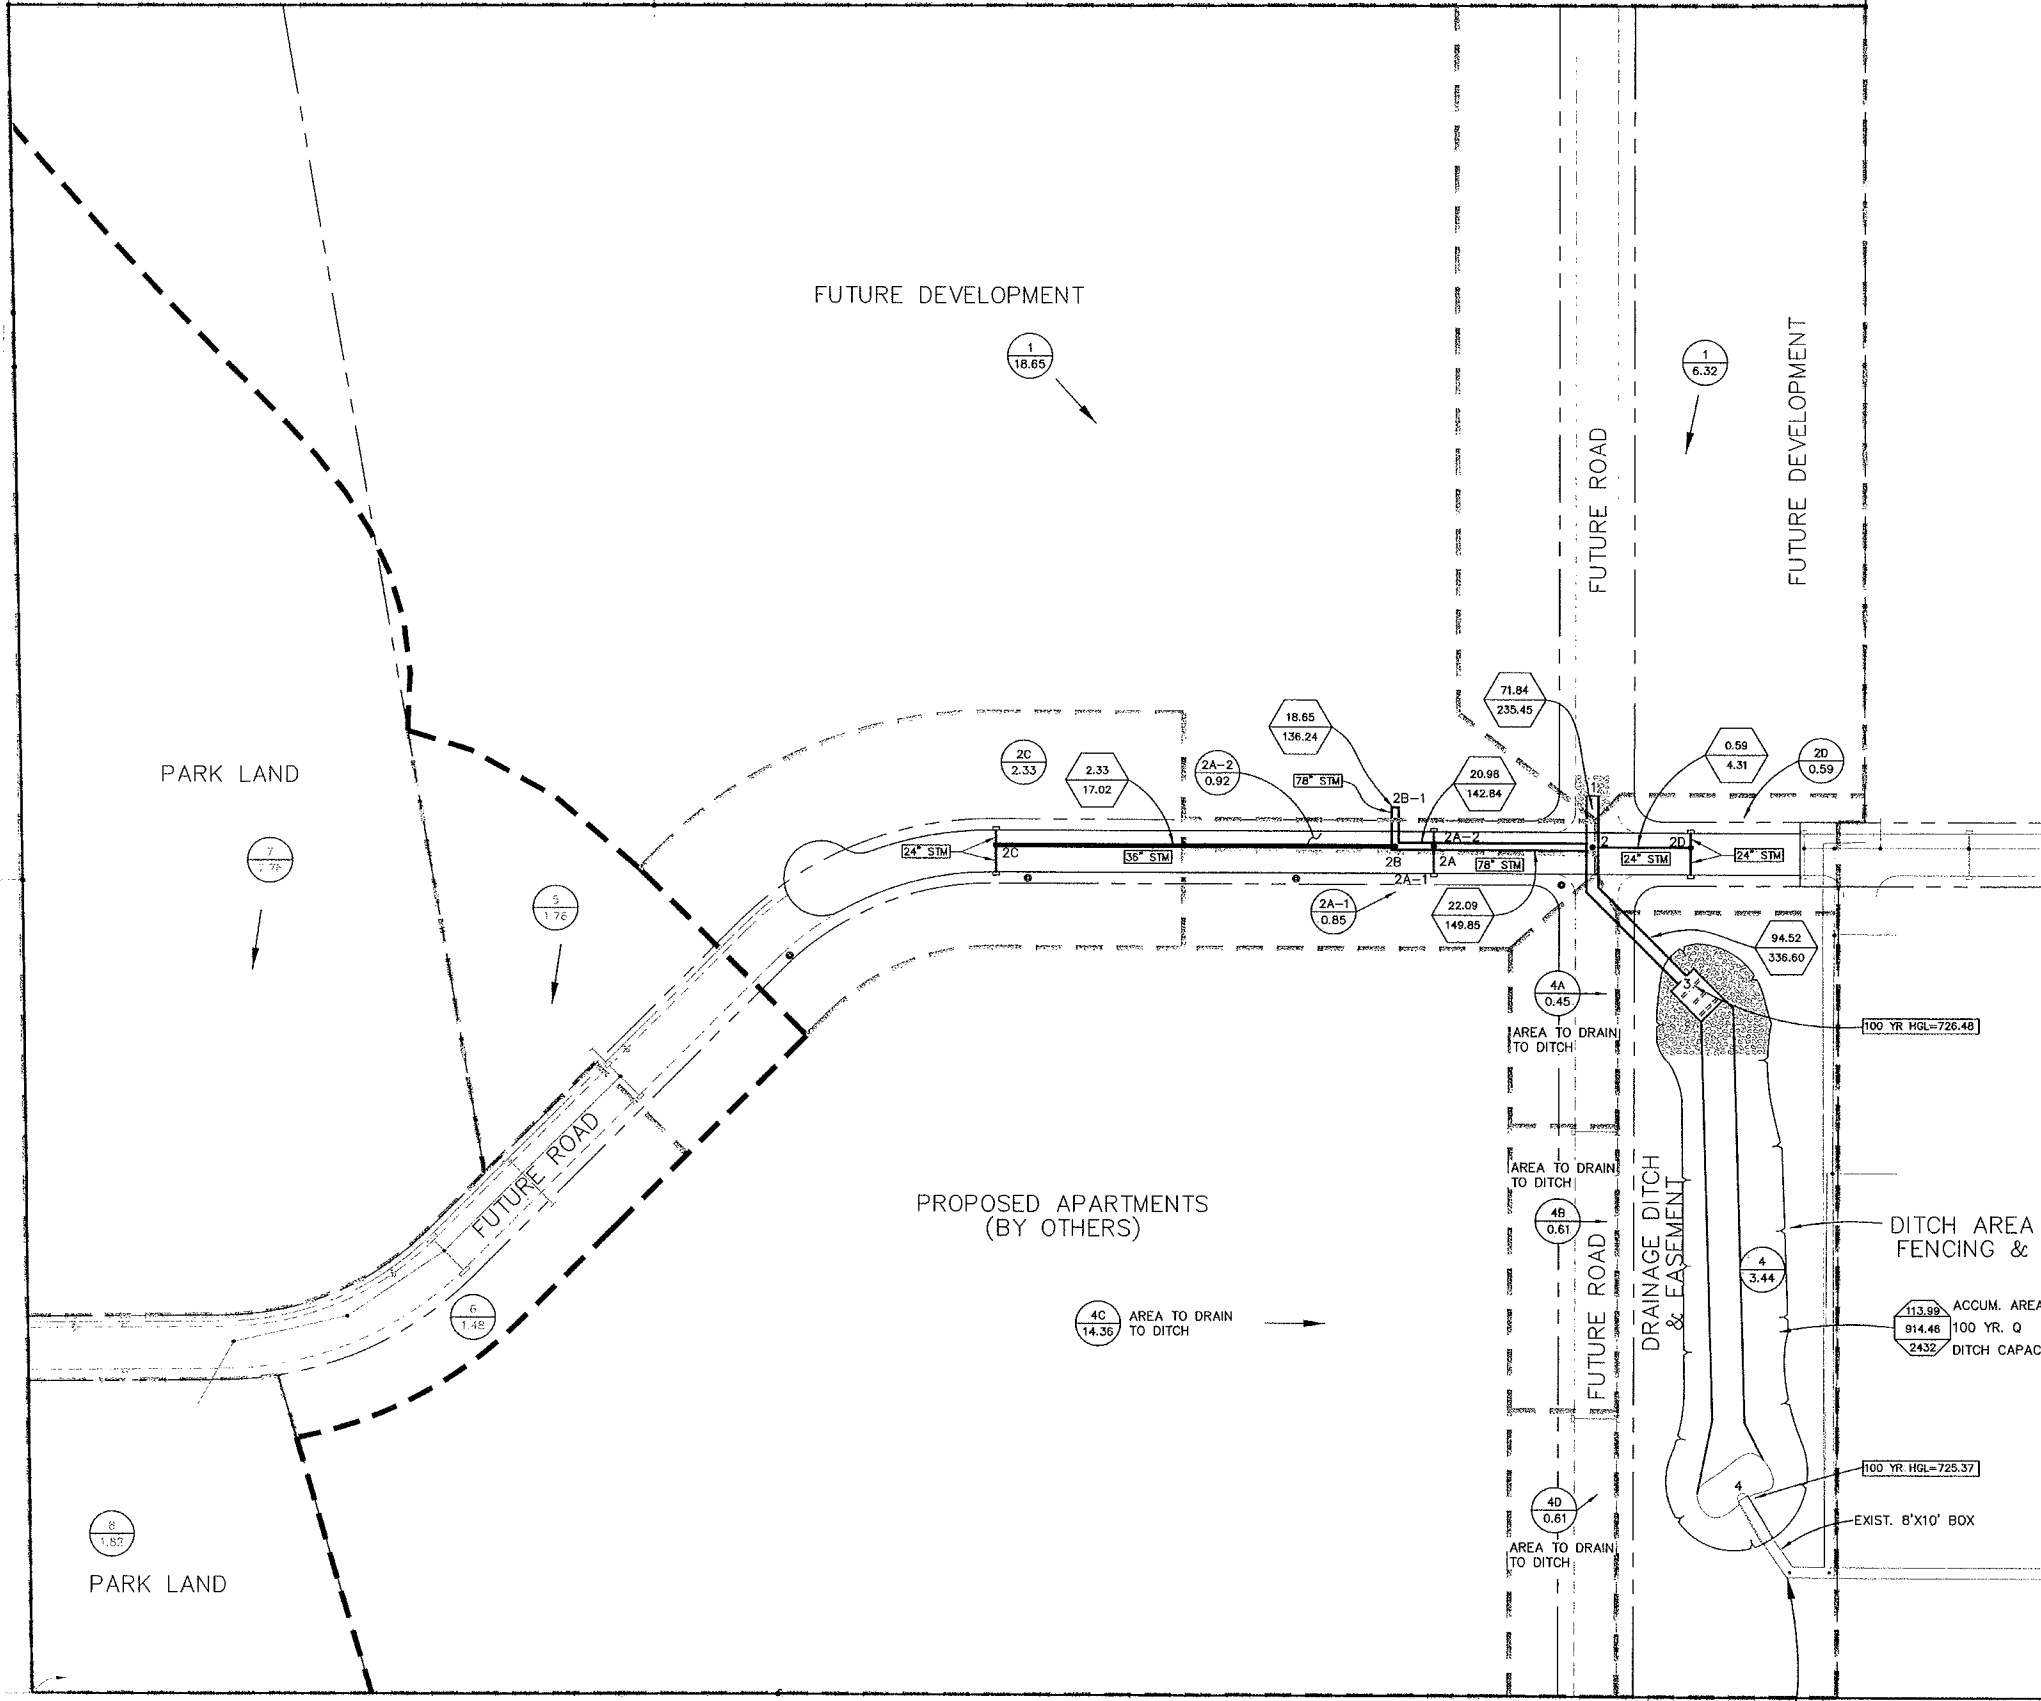 FUTURE DEVELOPMENT
1
18.65
1
6.32
FUTURE DEVELOPMENT
FUTURE ROAD
PARK LAND
7
5
1.76
2C
2.33
2.33
17.02
2A-2
0.92
18.65
136.24
78" STM
2B-1
71.84
235.45
20.98
142.84
0.59
4.31
2D
0.59
1
24" STM
2C
36" STM
2B
2A-2
2A
78" STM
2
24" STM
2D
24" STM
2A-1
2A-1
0.85
22.09
149.85
94.52
336.60
3
100 YR HGL=726.48
4A
0.45
AREA TO DRAIN
TO DITCH
AREA TO DRAIN
TO DITCH
4B
0.61
FUTURE ROAD
FUTURE ROAD
DRAINAGE DITCH
& EASEMENT
PROPOSED APARTMENTS
(BY OTHERS)
DITCH AREA
FENCING &
4
3.44
6
1.48
4C
14.36
AREA TO DRAIN
TO DITCH
113.99
914.46
2432
ACCUM. AREA
100 YR. Q
DITCH CAPAC
4D
0.61
AREA TO DRAIN
TO DITCH
4
100 YR HGL=725.37
EXIST. 8'X10' BOX
8
1.82
PARK LAND